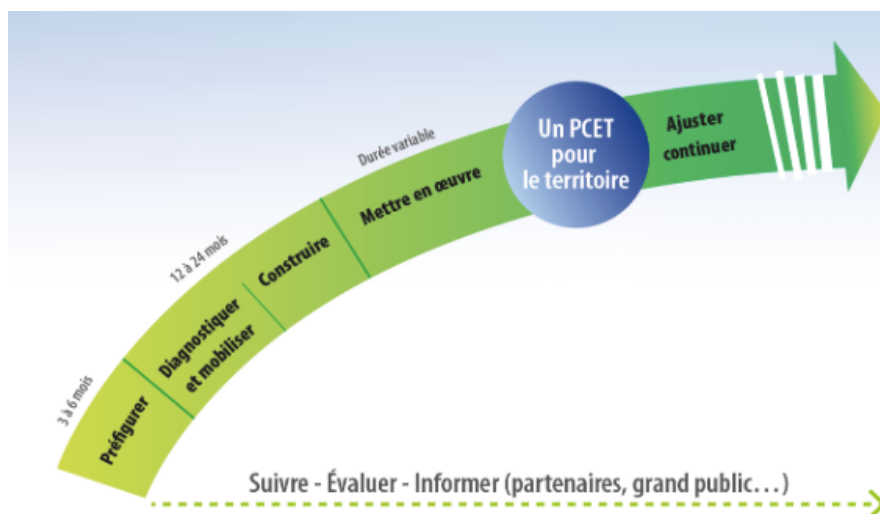 3 à 6 mois
Préfigurer
12 à 24 mois
Diagnostiquer
et mobiliser
Construire
Durée variable
Mettre en œuvre
Un PCET
pour
le territoire
Ajuster
continuer
Suivre - Évaluer - Informer (partenaires, grand public…)